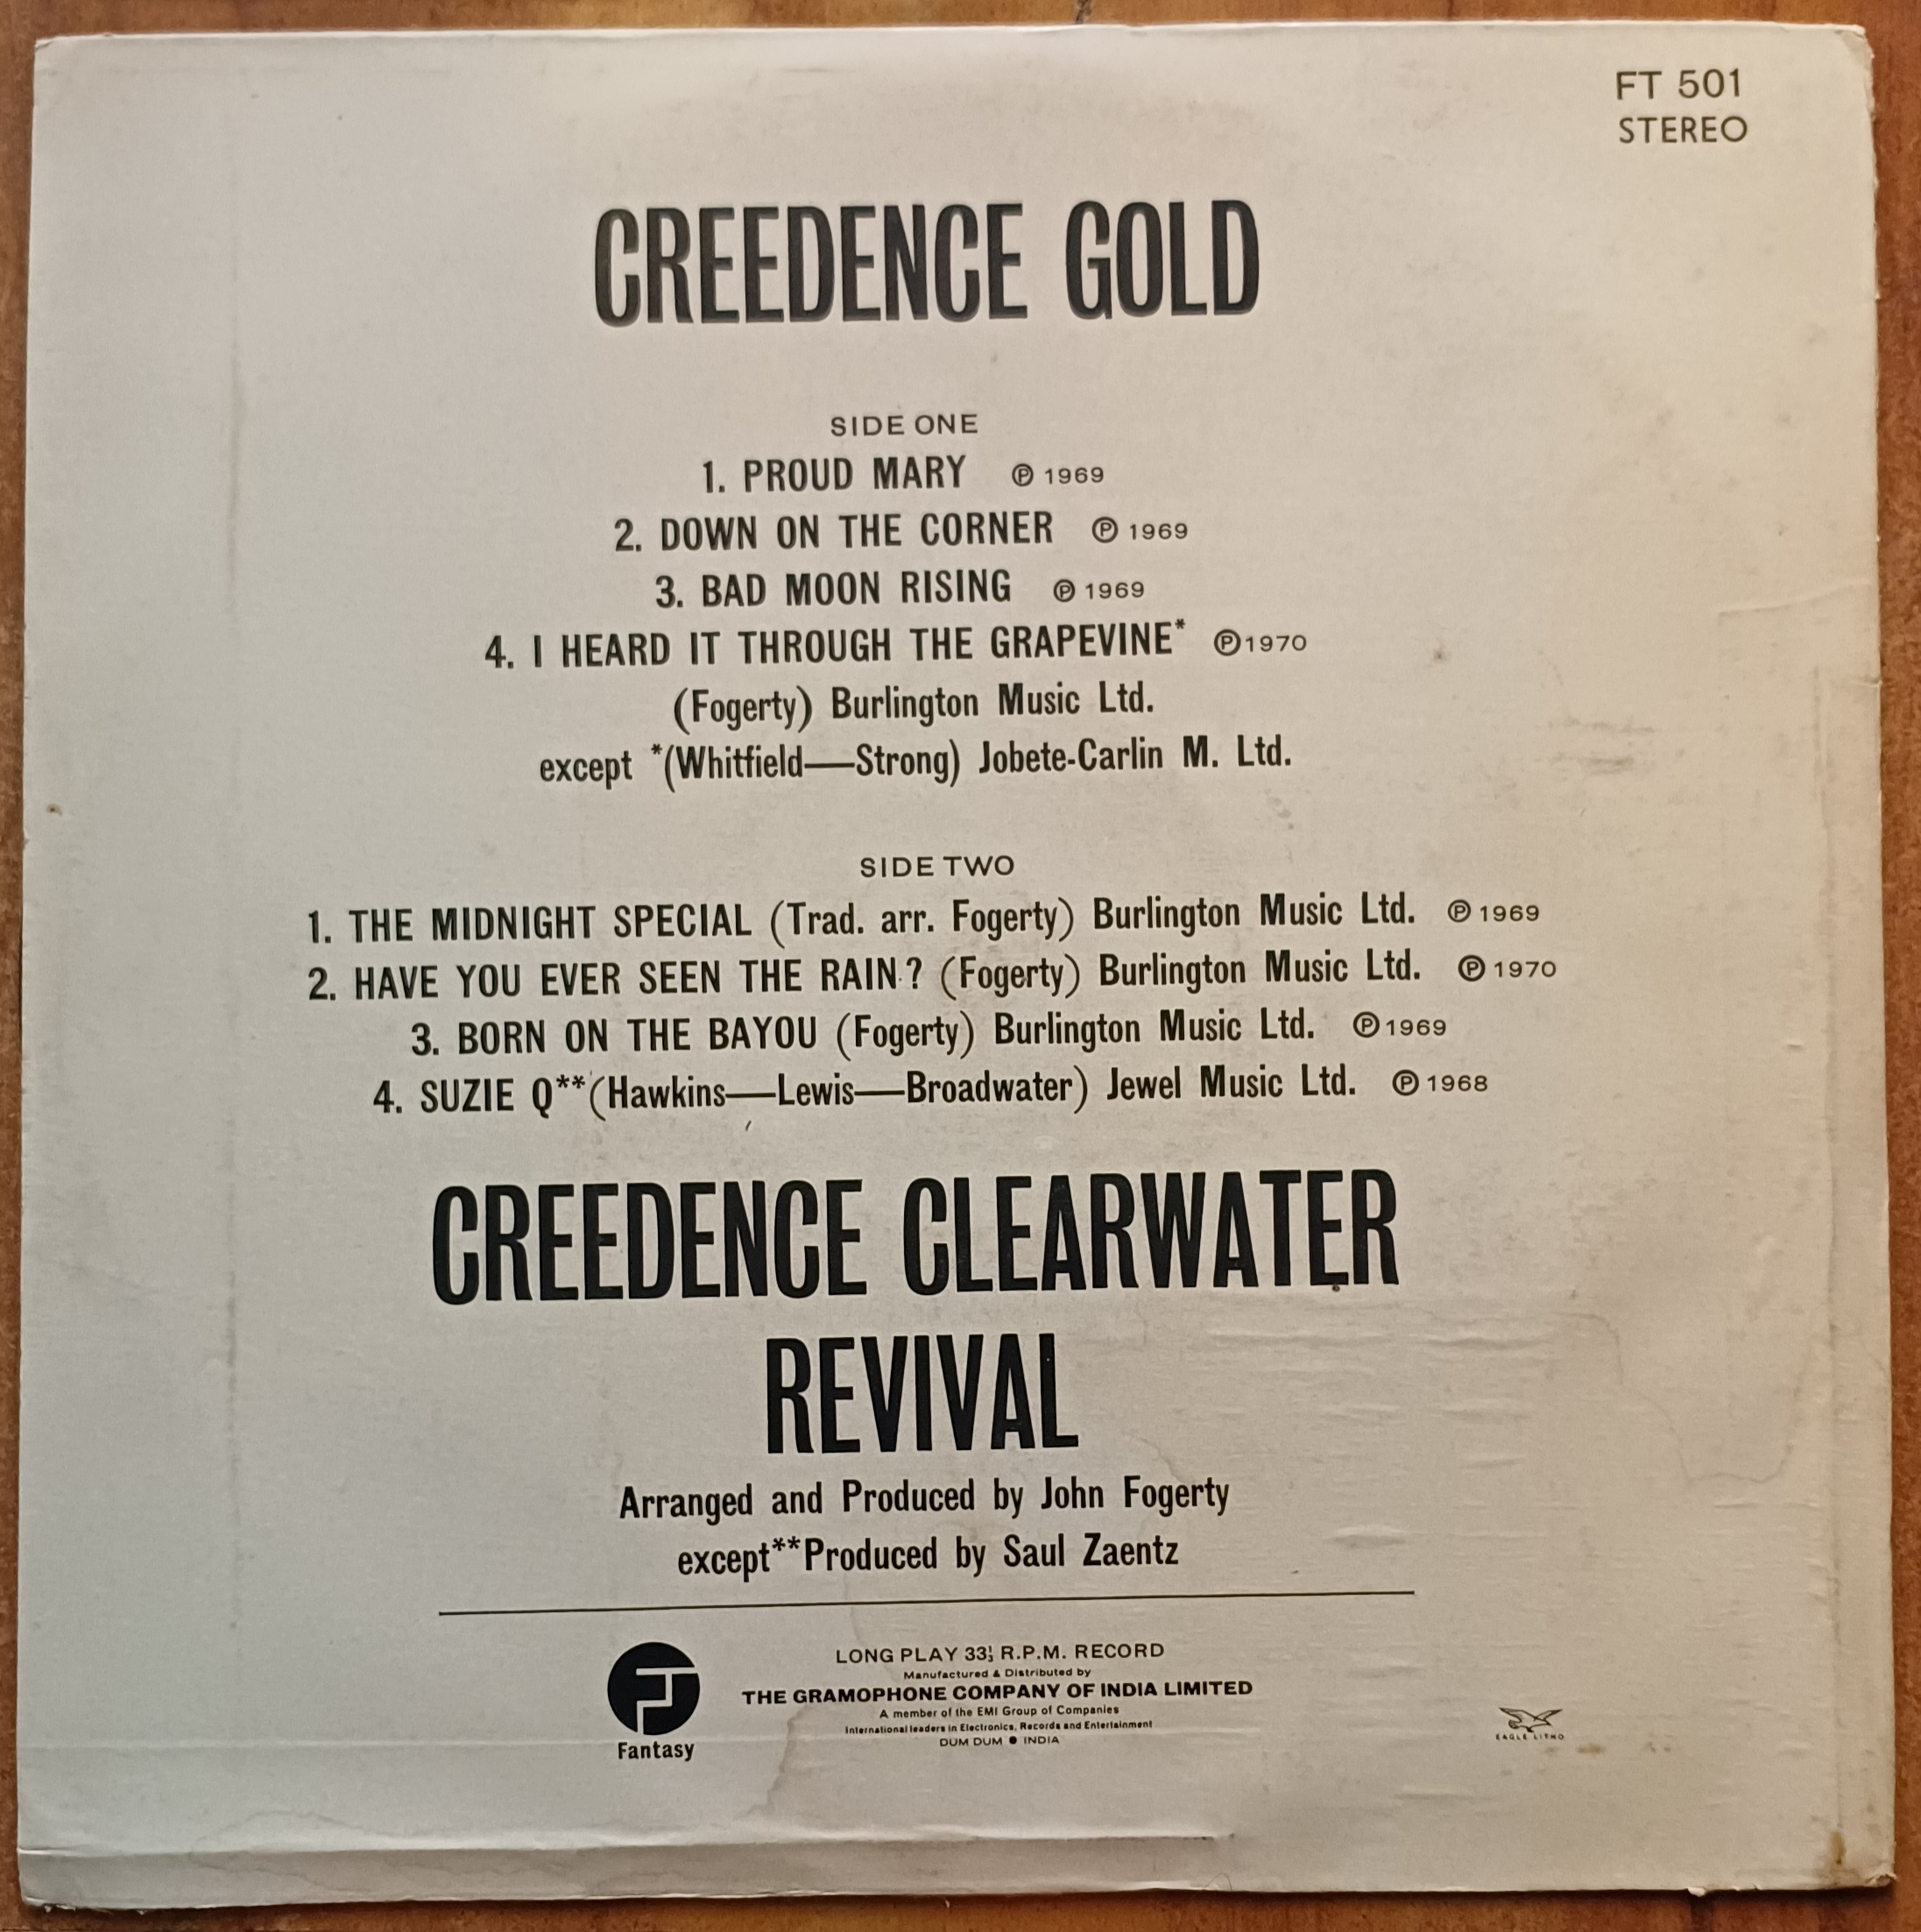 FT 501
STEREO
CREEDENCE GOLD
SIDE ONE
1. PROUD MARY ℗ 1969
2. DOWN ON THE CORNER ℗ 1969
3. BAD MOON RISING ℗ 1969
4. I HEARD IT THROUGH THE GRAPEVINE* ℗1970
(Fogerty) Burlington Music Ltd.
except *(Whitfield—Strong) Jobete-Carlin M. Ltd.
SIDE TWO
1. THE MIDNIGHT SPECIAL (Trad. arr. Fogerty) Burlington Music Ltd. ℗ 1969
2. HAVE YOU EVER SEEN THE RAIN? (Fogerty) Burlington Music Ltd. ℗ 1970
3. BORN ON THE BAYOU (Fogerty) Burlington Music Ltd. ℗1969
4. SUZIE Q**(Hawkins—Lewis—Broadwater) Jewel Music Ltd. ℗ 1968
CREEDENCE CLEARWATER
REVIVAL
Arranged and Produced by John Fogerty
except**Produced by Saul Zaentz
Fantasy
LONG PLAY 33⅓ R.P.M. RECORD
Manufactured & Distributed by
THE GRAMOPHONE COMPANY OF INDIA LIMITED
A member of the EMI Group of Companies
International leaders in Electronics, Records and Entertainment
DUM DUM ● INDIA
EAGLE LITHO